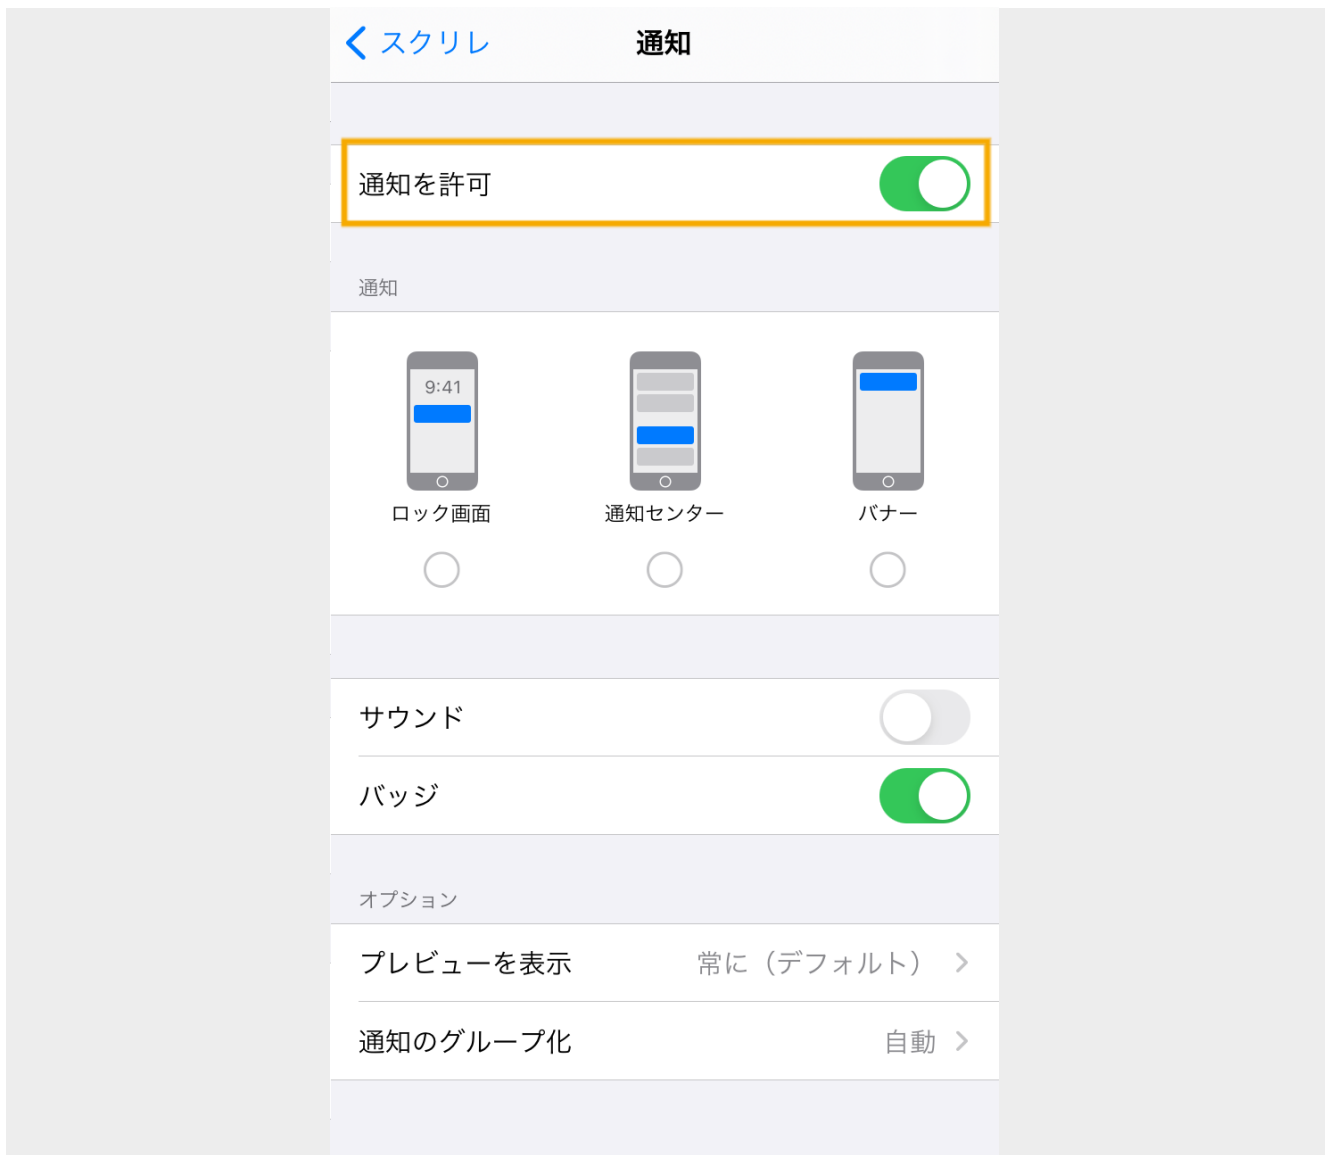 スクリレ 通知
通知を許可
通知
9:41
ロック画面 通知センター バナー
サウンド
バッジ
オプション
プレビューを表示 常に（デフォルト）
通知のグループ化 自動